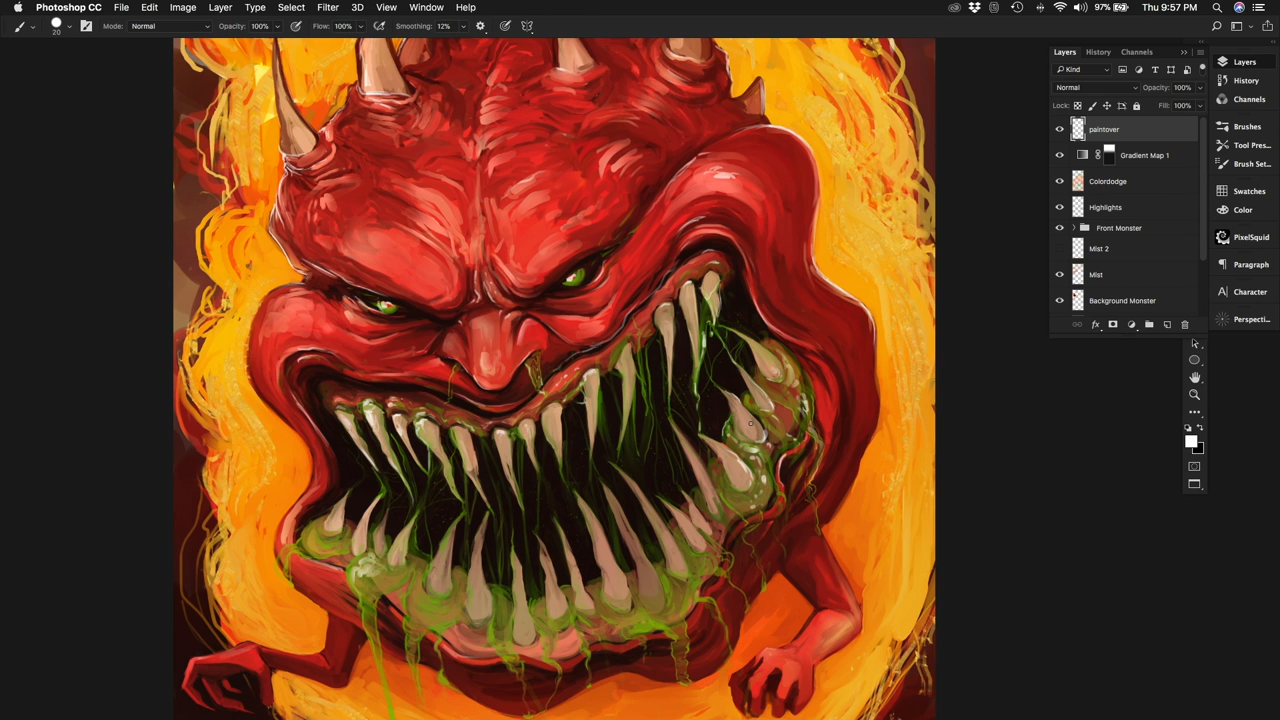 Photoshop CC File Edit Image Layer Type Select Filter 3D View Window Help 97% Thu 9:57 PM
20 Mode: Normal Opacity: 100% Flow: 100% Smoothing: 12%
Layers History Channels
Kind
Normal Opacity: 100%
Lock: Fill: 100%
paintover
Gradient Map 1
Colordodge
Highlights
Front Monster
Mist 2
Mist
Background Monster
fx
Layers
History
Channels
Brushes
Tool Pres...
Brush Set...
Swatches
Color
PixelSquid
Paragraph
Character
Perspecti...